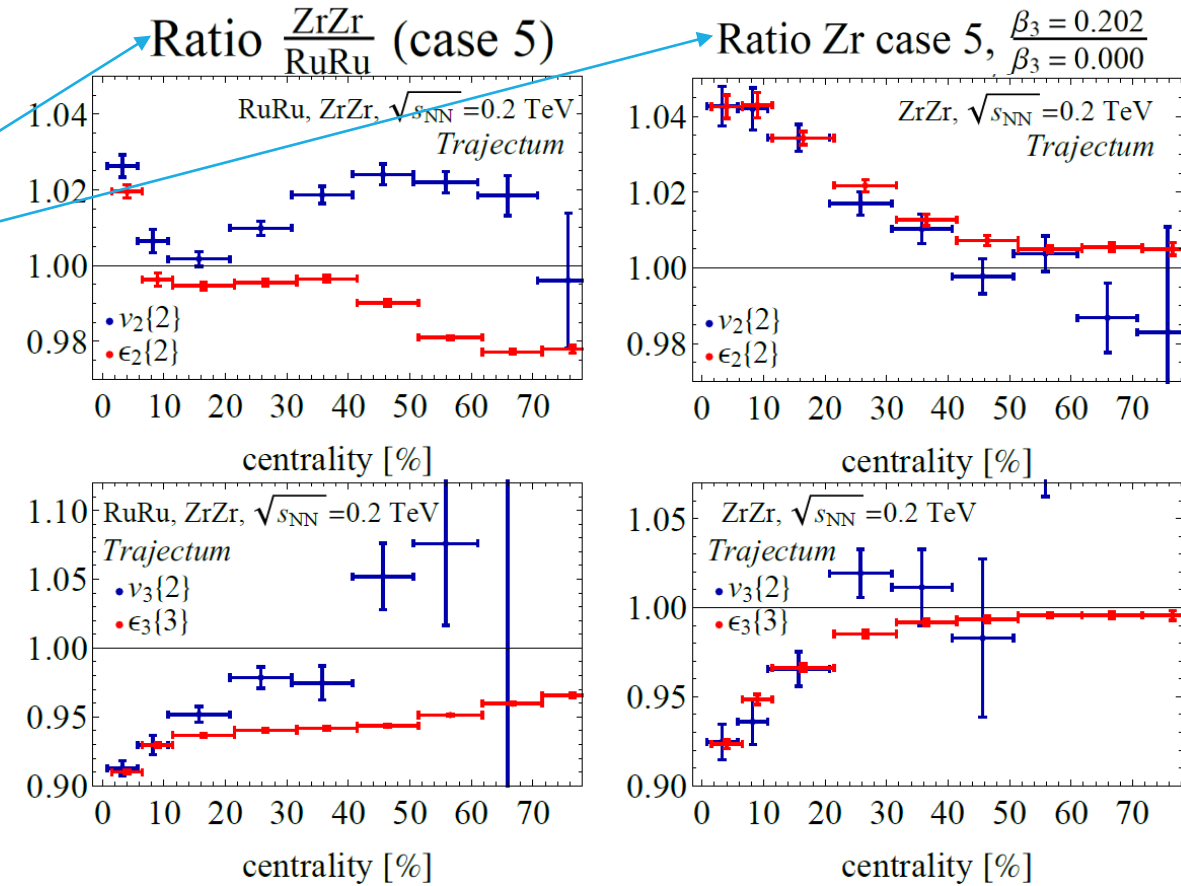 Ratio ZrZr/RuRu (case 5)
RuRu, ZrZr, √sNN =0.2 TeV
Trajectum
1.04
1.02
1.00
0.98
• v2{2}
• ϵ2{2}
0 10 20 30 40 50 60 70
centrality [%]
Ratio Zr case 5, β3 = 0.202/β3 = 0.000
ZrZr, √sNN =0.2 TeV
Trajectum
1.04
1.02
1.00
0.98
• v2{2}
• ϵ2{2}
0 10 20 30 40 50 60 70
centrality [%]
RuRu, ZrZr, √sNN =0.2 TeV
Trajectum
• v3{2}
• ϵ3{3}
1.10
1.05
1.00
0.95
0.90
0 10 20 30 40 50 60 70
centrality [%]
ZrZr, √sNN =0.2 TeV
Trajectum
• v3{2}
• ϵ3{3}
1.05
1.00
0.95
0.90
0 10 20 30 40 50 60 70
centrality [%]